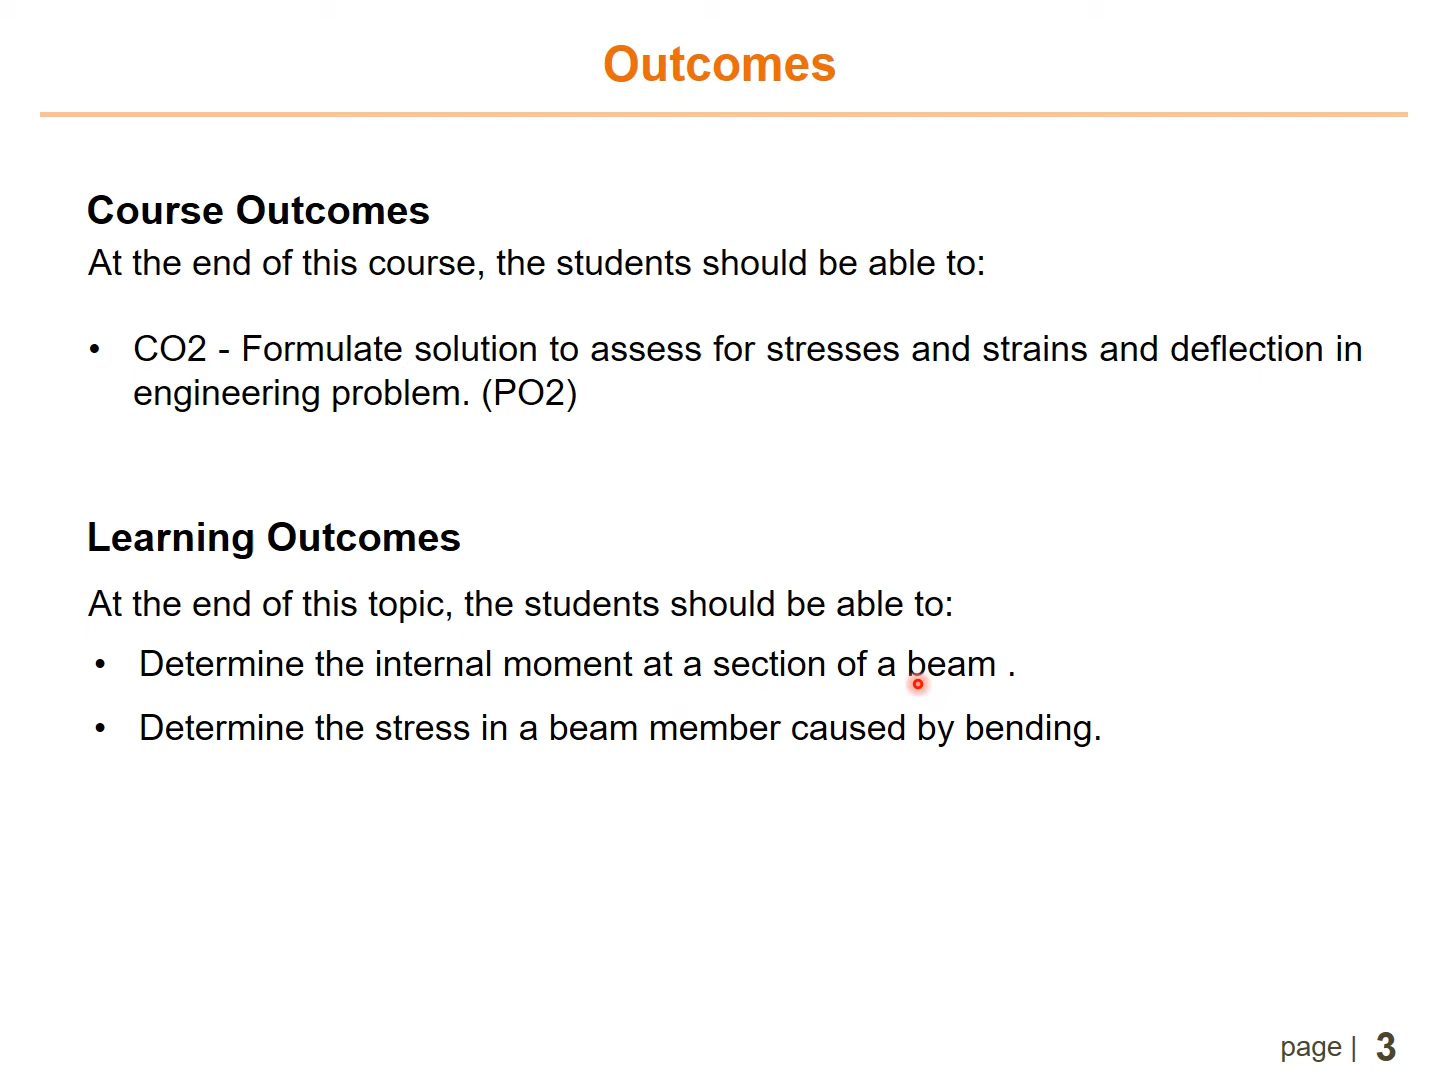 Outcomes
Course Outcomes
At the end of this course, the students should be able to:
• CO2 - Formulate solution to assess for stresses and strains and deflection in
engineering problem. (PO2)
Learning Outcomes
At the end of this topic, the students should be able to:
• Determine the internal moment at a section of a beam .
• Determine the stress in a beam member caused by bending.
page | 3